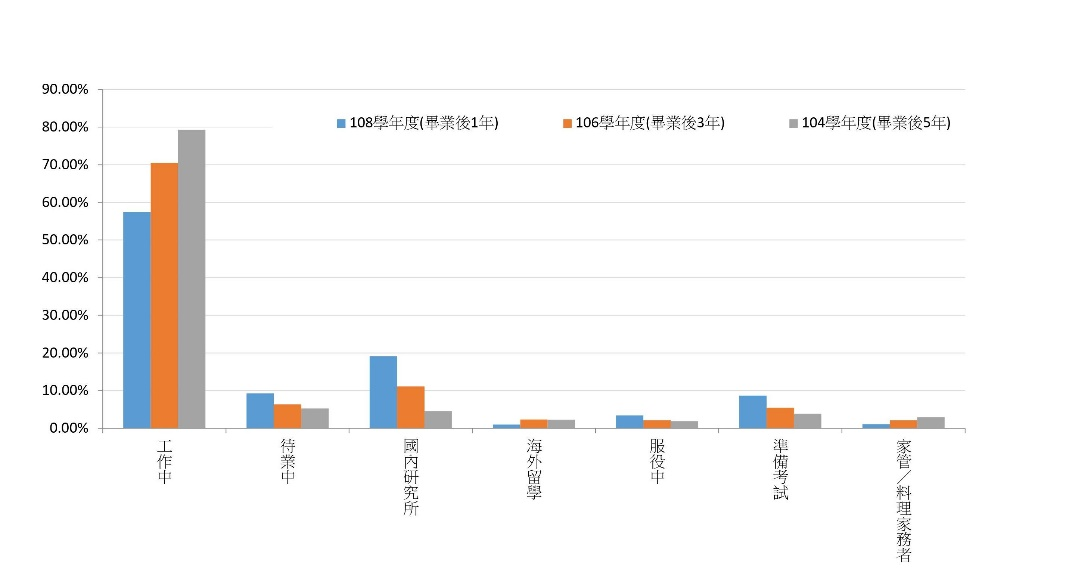 90.00%
108學年度(畢業後1年) 106學年度(畢業後3年) 104學年度(畢業後5年)
80.00%
70.00%
60.00%
50.00%
40.00%
30.00%
20.00%
10.00%
0.00%
工作中
待業中
國內研究所
海外留學
服役中
準備考試
家管／料理家務者